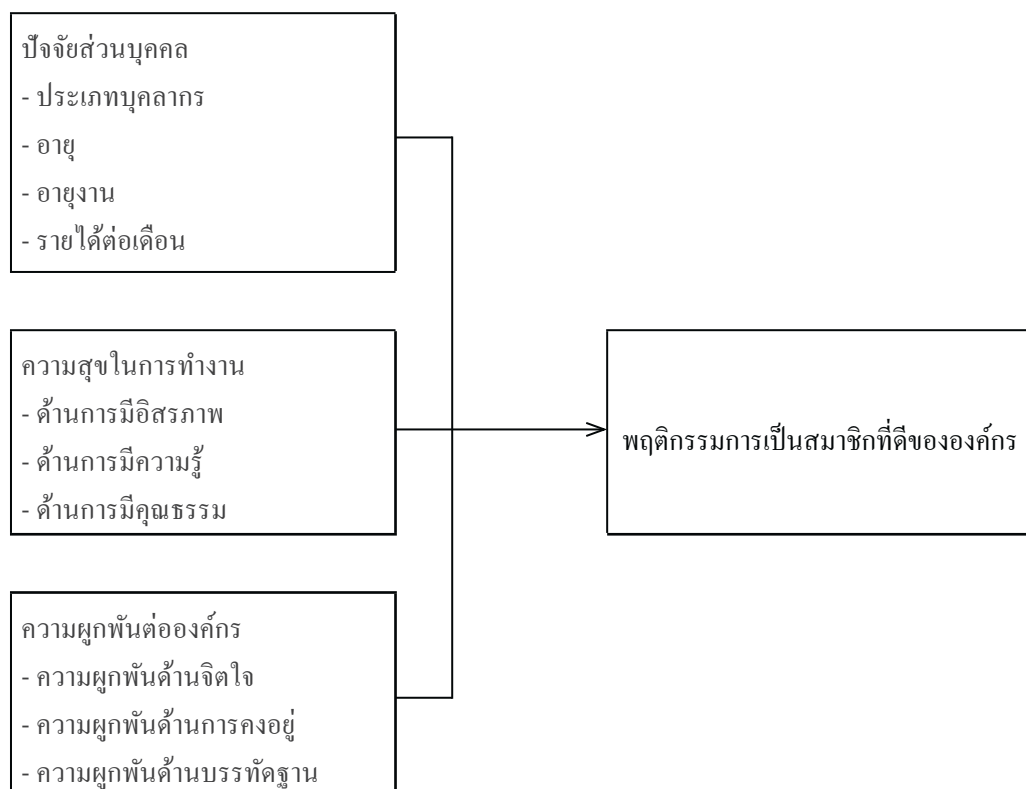 ปัจจัยส่วนบุคคล
- ประเภทบุคลากร
- อายุ
- อายุงาน
- รายได้ต่อเดือน
ความสุขในการทำงาน
- ด้านการมีอิสรภาพ
- ด้านการมีความรู้
- ด้านการมีคุณธรรม
พฤติกรรมการเป็นสมาชิกที่ดีขององค์กร
ความผูกพันต่อองค์กร
- ความผูกพันด้านจิตใจ
- ความผูกพันด้านการคงอยู่
- ความผูกพันด้านบรรทัดฐาน